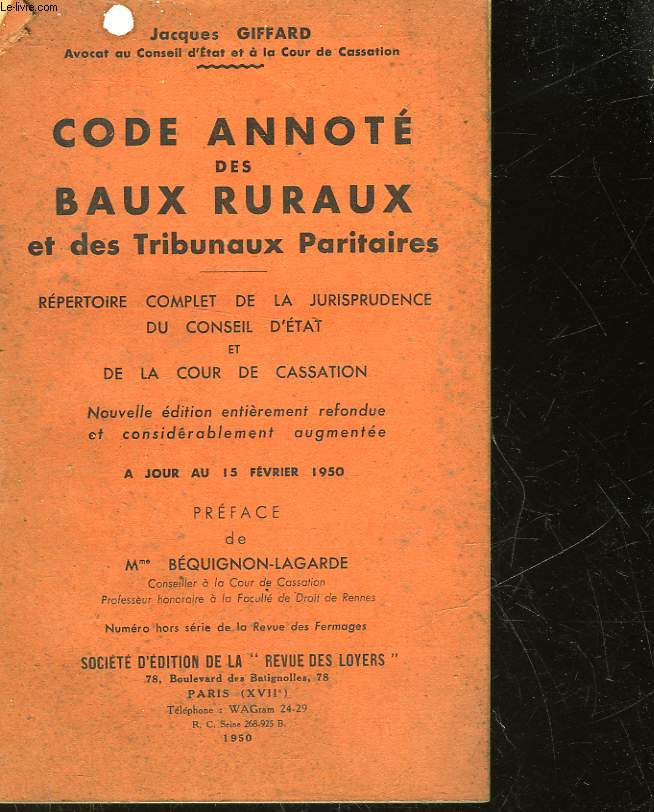 Le-livre.com
Jacques GIFFARD
Avocat au Conseil d'État et à la Cour de Cassation
CODE ANNOTÉ
DES
BAUX RURAUX
et des Tribunaux Paritaires
RÉPERTOIRE COMPLET DE LA JURISPRUDENCE
DU CONSEIL D'ÉTAT
ET
DE LA COUR DE CASSATION
Nouvelle édition entièrement refondue
et considérablement augmentée
A JOUR AU 15 FÉVRIER 1950
PRÉFACE
de
Mme BÉQUIGNON-LAGARDE
Conseiller à la Cour de Cassation
Professeur honoraire à la Faculté de Droit de Rennes
Numéro hors série de la Revue des Fermages
SOCIÉTÉ D'ÉDITION DE LA " REVUE DES LOYERS "
78, Boulevard des Batignolles, 78
PARIS (XVIIe)
Téléphone : WAGram 24-29
R. C. Seine 268-925 B.
1950